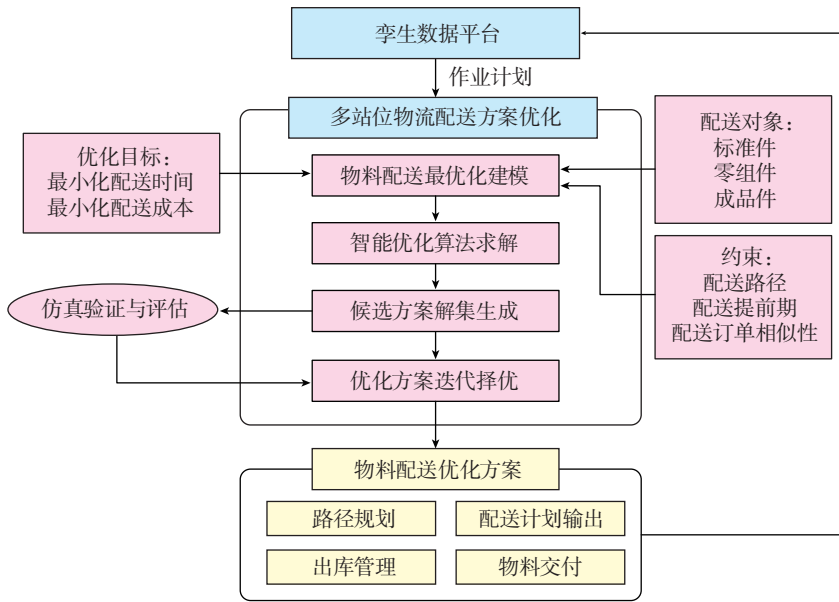 孪生数据平台
作业计划
多站位物流配送方案优化
优化目标：
最小化配送时间
最小化配送成本
物料配送最优化建模
配送对象：
标准件
零组件
成品件
智能优化算法求解
约束：
配送路径
配送提前期
配送订单相似性
仿真验证与评估
候选方案解集生成
优化方案迭代择优
物料配送优化方案
路径规划
配送计划输出
出库管理
物料交付